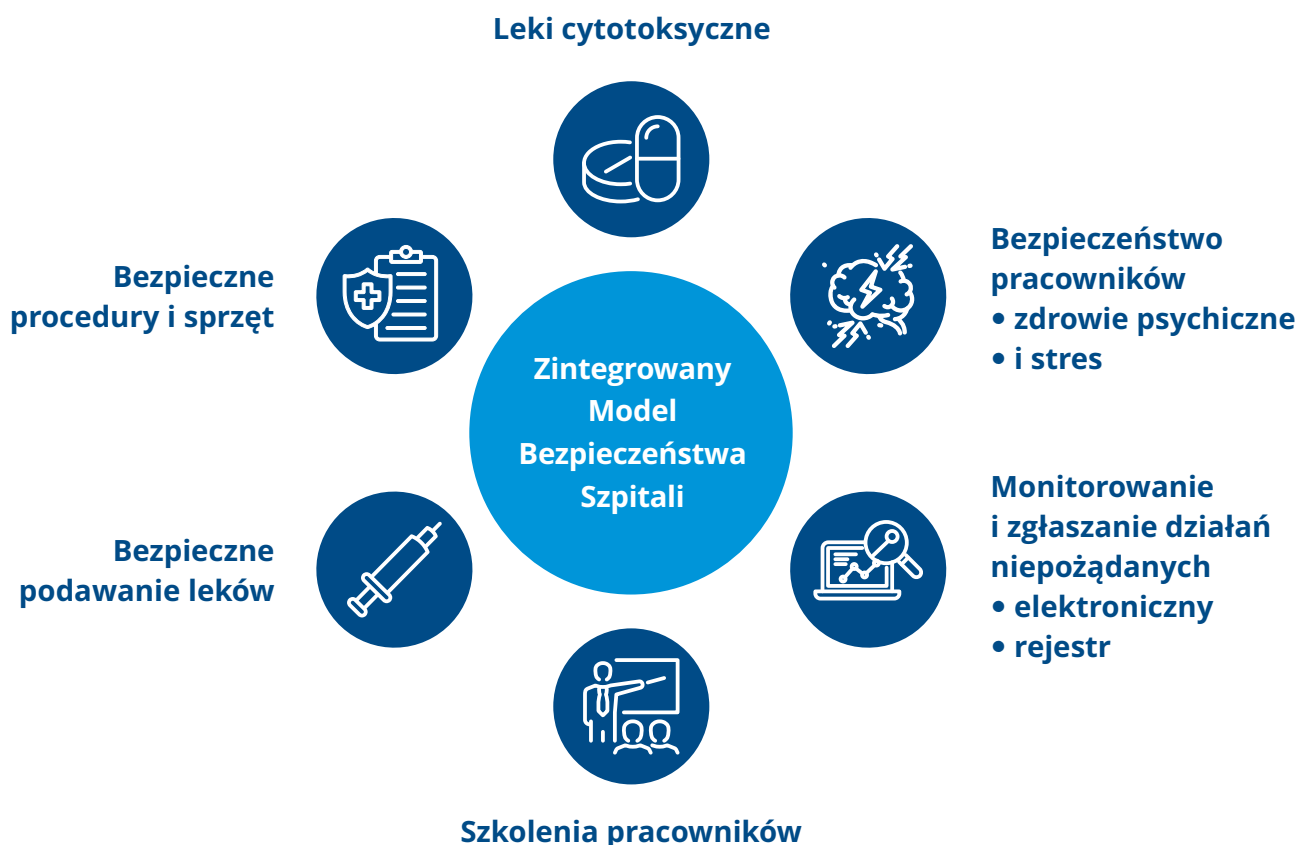 Leki cytotoksyczne
Bezpieczne
procedury i sprzęt
Bezpieczeństwo
pracowników
• zdrowie psychiczne
• i stres
Zintegrowany
Model
Bezpieczeństwa
Szpitali
Bezpieczne
podawanie leków
Monitorowanie
i zgłaszanie działań
niepożądanych
• elektroniczny
• rejestr
Szkolenia pracowników